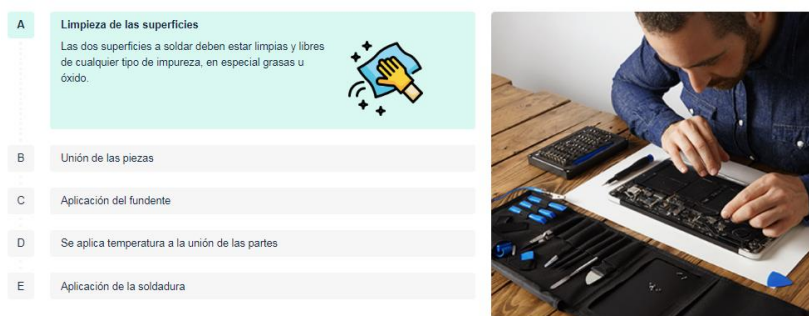 A
Limpieza de las superficies
Las dos superficies a soldar deben estar limpias y libres
de cualquier tipo de impureza, en especial grasas u
óxido.
B
Unión de las piezas
C
Aplicación del fundente
D
Se aplica temperatura a la unión de las partes
E
Aplicación de la soldadura